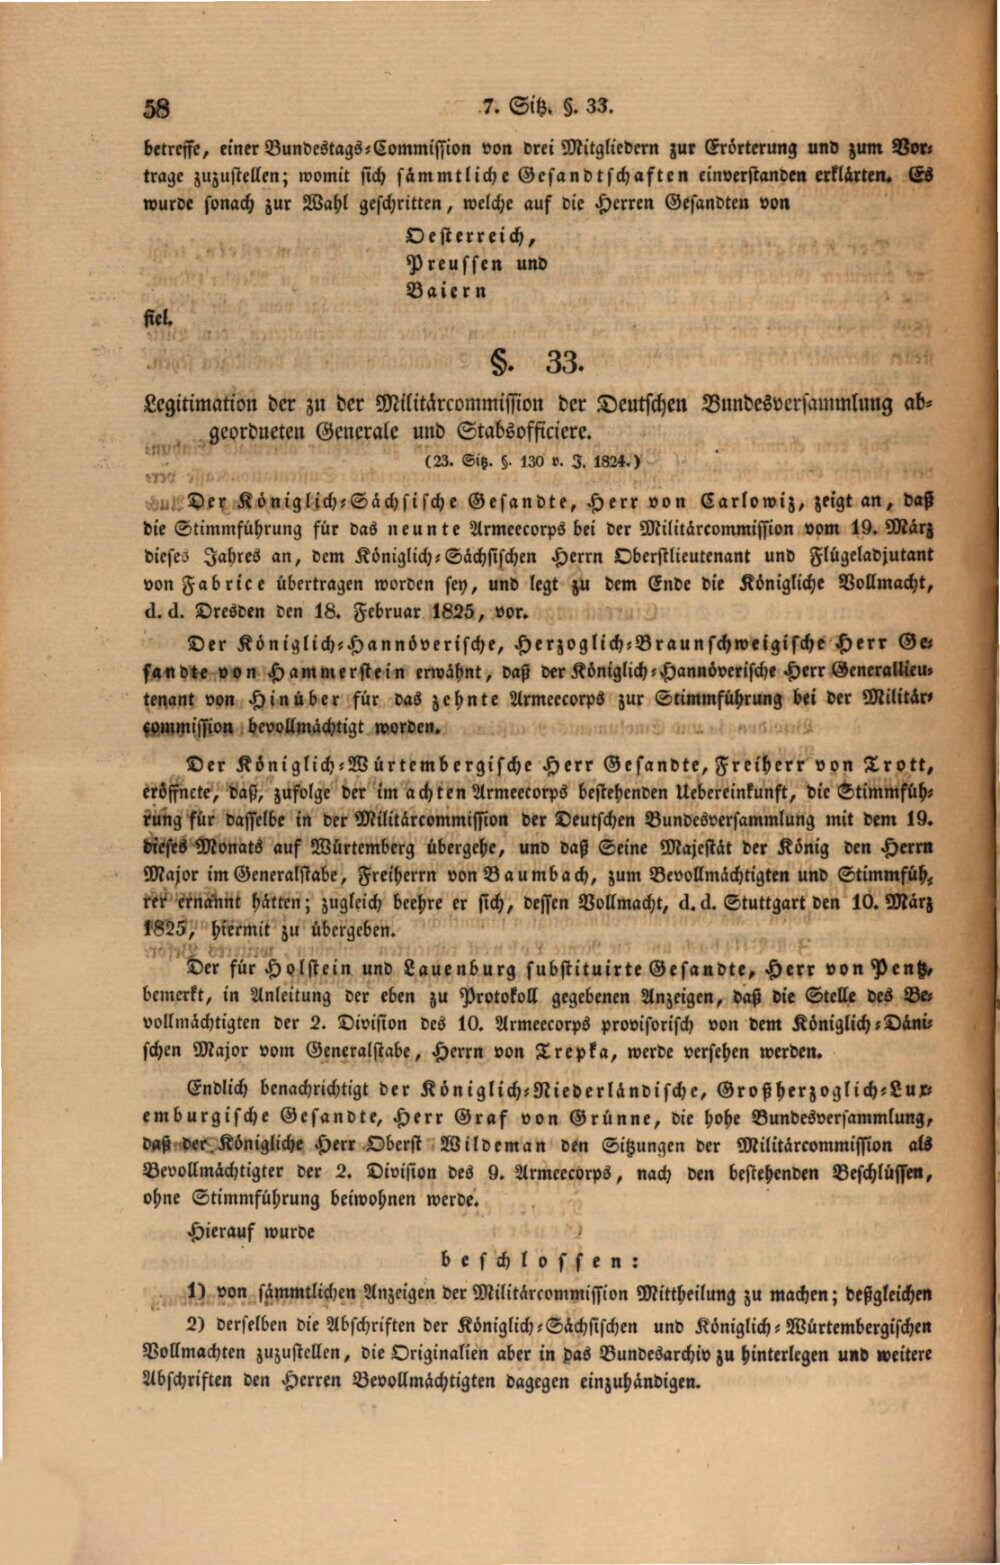 58
7. Sitz. §. 33.
betreffe, einer Bundestags-Commission von drei Mitgliedern zur Erörterung und zum Vor-
trage zuzustellen; womit sich sämmtliche Gesandtschaften einverstanden erklärten. Es
wurde sonach zur Wahl geschritten, welche auf die Herren Gesandten von
Oesterreich,
Preussen und
Baiern
fiel.
§. 33.
Legitimation der zu der Militärcommission der Deutschen Bundesversammlung ab-
geordneten Generale und Stabsofficiere.
(23. Sitz. §. 130 v. J. 1824.)
Der Königlich-Sächsische Gesandte, Herr von Carlowiz, zeigt an, daß
die Stimmführung für das neunte Armeecorps bei der Militärcommission vom 19. März
dieses Jahres an, dem Königlich-Sächsischen Herrn Oberstlieutenant und Flügeladjutant
von Fabrice übertragen worden sey, und legt zu dem Ende die Königliche Vollmacht,
d. d. Dresden den 18. Februar 1825, vor.
Der Königlich-Hannöverische, Herzoglich-Braunschweigische Herr Ge-
sandte von Hammerstein erwähnt, daß der Königlich-Hannöverische Herr Generallieu-
tenant von Hinüber für das zehnte Armeecorps zur Stimmführung bei der Militär-
commission bevollmächtigt worden.
Der Königlich-Würtembergische Herr Gesandte, Freiherr von Trott,
eröffnete, daß, zufolge der im achten Armeecorps bestehenden Uebereinkunft, die Stimmfüh-
rung für dasselbe in der Militärcommission der Deutschen Bundesversammlung mit dem 19.
dieses Monats auf Würtemberg übergehe, und daß Seine Majestät der König den Herrn
Major im Generalstabe, Freiherrn von Baumbach, zum Bevollmächtigten und Stimmfüh-
rer ernannt hätten; zugleich beehre er sich, dessen Vollmacht, d. d. Stuttgart den 10. März
1825, hiermit zu übergeben.
Der für Holstein und Lauenburg substituirte Gesandte, Herr von Pentz,
bemerkt, in Anleitung der eben zu Protokoll gegebenen Anzeigen, daß die Stelle des Be-
vollmächtigten der 2. Division des 10. Armeecorps provisorisch von dem Königlich-Däni-
schen Major vom Generalstabe, Herrn von Trepka, werde versehen werden.
Endlich benachrichtigt der Königlich-Niederländische, Großherzoglich-Lux-
emburgische Gesandte, Herr Graf von Grünne, die hohe Bundesversammlung,
daß der Königliche Herr Oberst Wildeman den Sitzungen der Militärcommission als
Bevollmächtigter der 2. Division des 9. Armeecorps, nach den bestehenden Beschlüssen,
ohne Stimmführung beiwohnen werde.
Hierauf wurde
beschlossen:
1) von sämmtlichen Anzeigen der Militärcommission Mittheilung zu machen; deßgleichen
2) derselben die Abschriften der Königlich-Sächsischen und Königlich-Würtembergischen
Vollmachten zuzustellen, die Originalien aber in das Bundesarchiv zu hinterlegen und weitere
Abschriften den Herren Bevollmächtigten dagegen einzuhändigen.